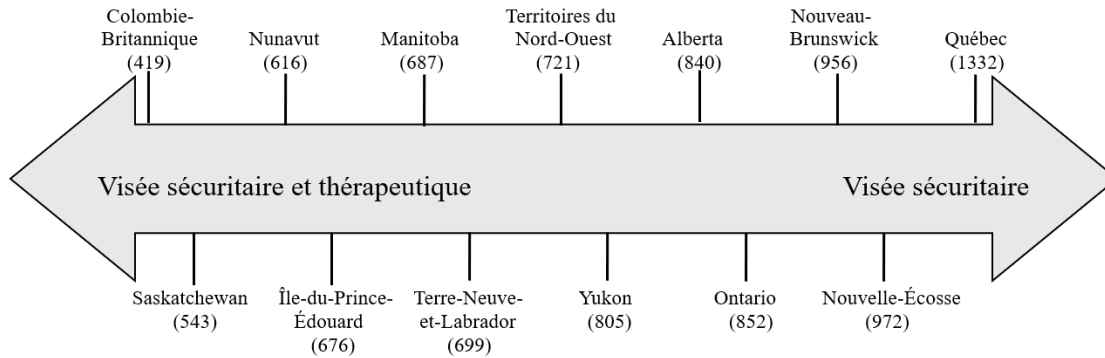 Colombie-
Britannique
(419)
Nunavut
(616)
Manitoba
(687)
Territoires du
Nord-Ouest
(721)
Alberta
(840)
Nouveau-
Brunswick
(956)
Québec
(1332)
Visée sécuritaire et thérapeutique
Visée sécuritaire
Saskatchewan
(543)
Île-du-Prince-
Édouard
(676)
Terre-Neuve-
et-Labrador
(699)
Yukon
(805)
Ontario
(852)
Nouvelle-Écosse
(972)